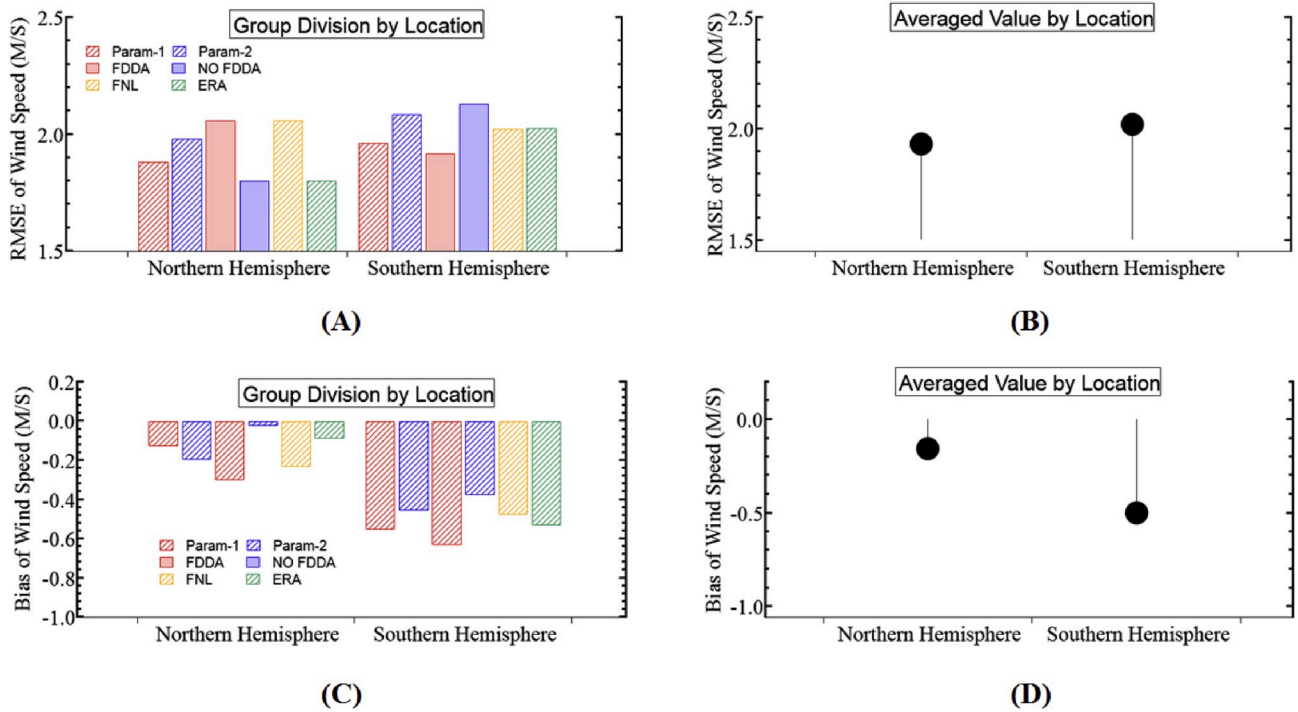 Group Division by Location
RMSE of Wind Speed (M/S)
2.5
2.0
1.5
Param-1 Param-2
FDDA NO FDDA
FNL ERA
Northern Hemisphere Southern Hemisphere
(A)
Averaged Value by Location
RMSE of Wind Speed (M/S)
2.5
2.0
1.5
Northern Hemisphere Southern Hemisphere
(B)
Group Division by Location
Bias of Wind Speed (M/S)
0.2
0.0
-0.2
-0.4
-0.6
-0.8
-1.0
Param-1 Param-2
FDDA NO FDDA
FNL ERA
Northern Hemisphere Southern Hemisphere
(C)
Averaged Value by Location
Bias of Wind Speed (M/S)
0.0
-0.5
-1.0
Northern Hemisphere Southern Hemisphere
(D)